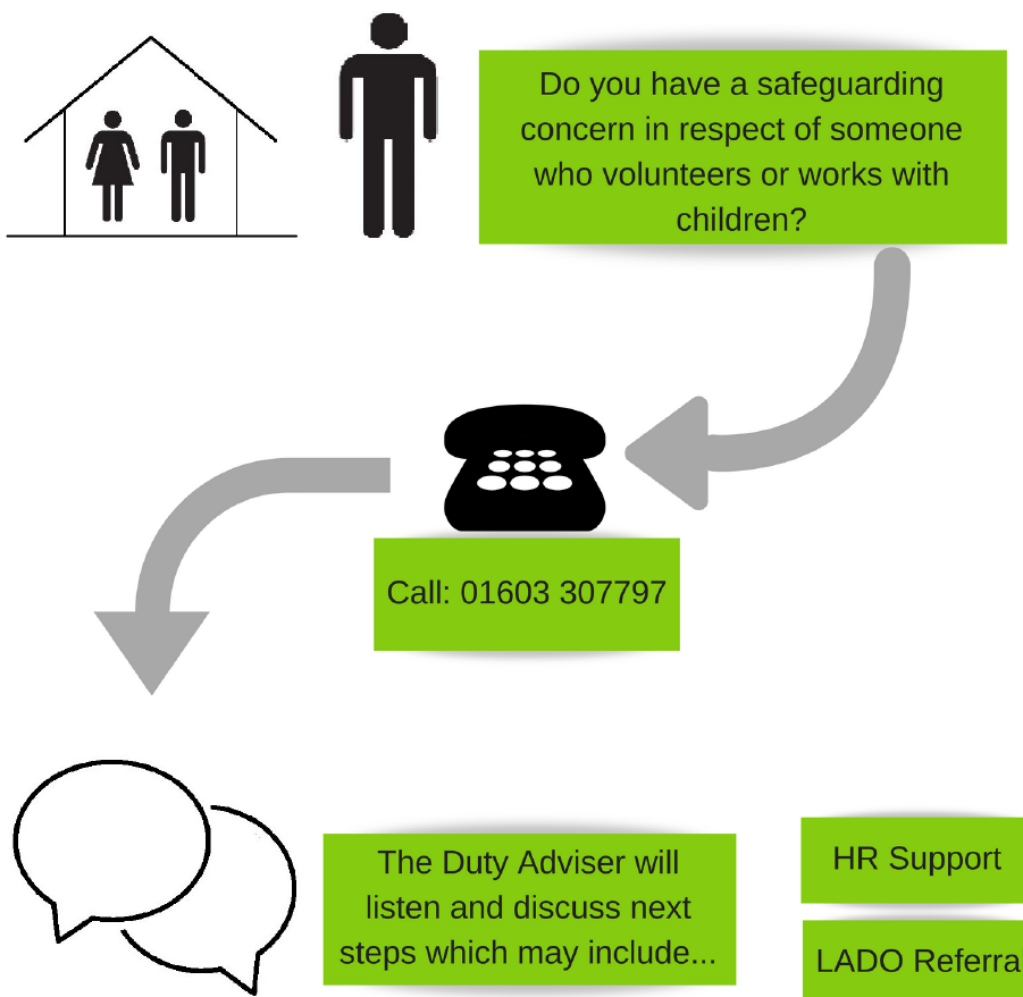 Do you have a safeguarding
concern in respect of someone
who volunteers or works with
children?
Call: 01603 307797
The Duty Adviser will
listen and discuss next
steps which may include...
HR Support
LADO Referra